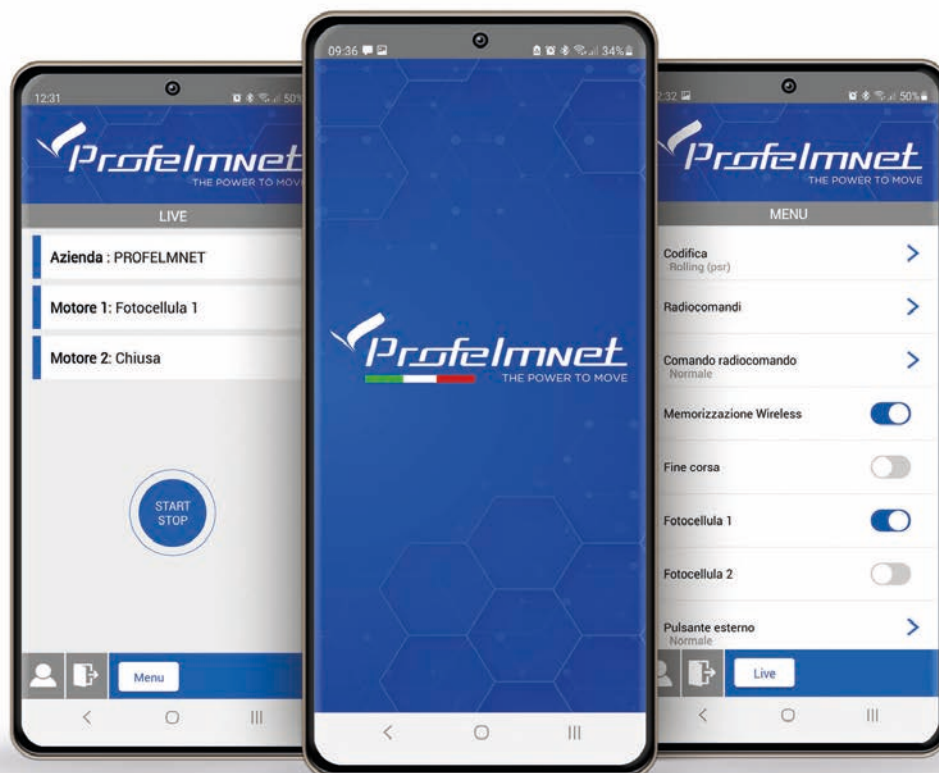 12:31
50%
Profelmnet
THE POWER TO MOVE
LIVE
Azienda : PROFELMNET
Motore 1: Fotocellula 1
Motore 2: Chiusa
START
STOP
Menu
09:36
34%
Profelmnet
THE POWER TO MOVE
2:32
50%
Profelmnet
THE POWER TO MOVE
MENU
Codifica
Rolling (psr)
Radiocomandi
Comando radiocomando
Normale
Memorizzazione Wireless
Fine corsa
Fotocellula 1
Fotocellula 2
Pulsante esterno
Normale
Live